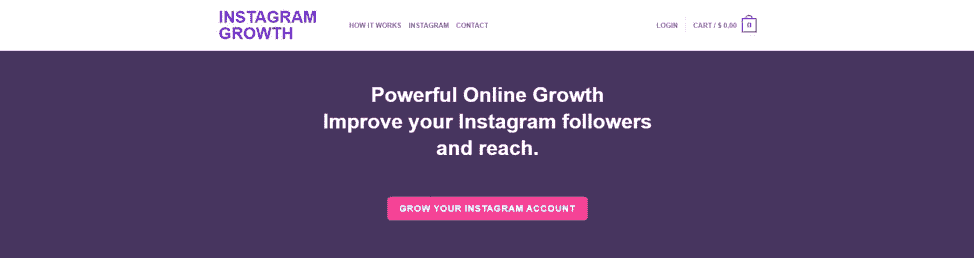 INSTAGRAM
GROWTH
HOW IT WORKS INSTAGRAM CONTACT
LOGIN CART / $ 0.00 0
Powerful Online Growth
Improve your Instagram followers
and reach.
GROW YOUR INSTAGRAM ACCOUNT